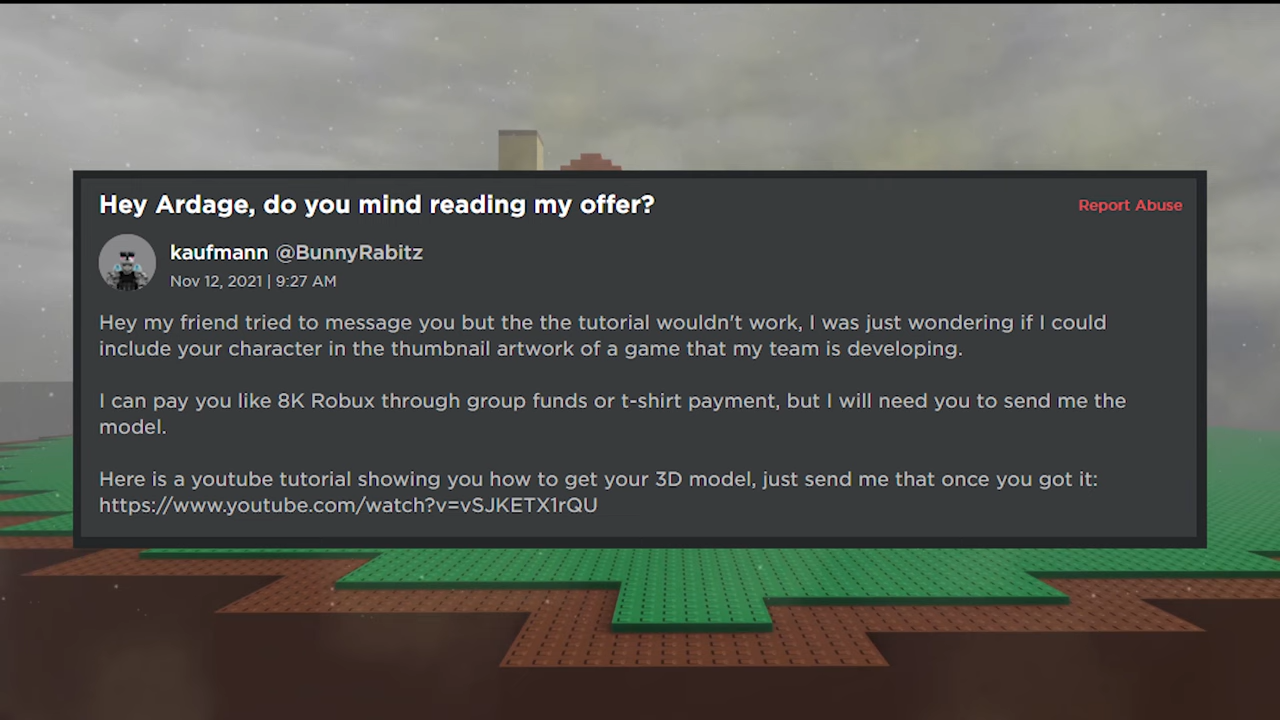 Hey Ardage, do you mind reading my offer?
Report Abuse
kaufmann @BunnyRabitz
Nov 12, 2021 | 9:27 AM
Hey my friend tried to message you but the the tutorial wouldn't work, I was just wondering if I could
include your character in the thumbnail artwork of a game that my team is developing.
I can pay you like 8K Robux through group funds or t-shirt payment, but I will need you to send me the
model.
Here is a youtube tutorial showing you how to get your 3D model, just send me that once you got it:
https://www.youtube.com/watch?v=vSJKETX1rQU